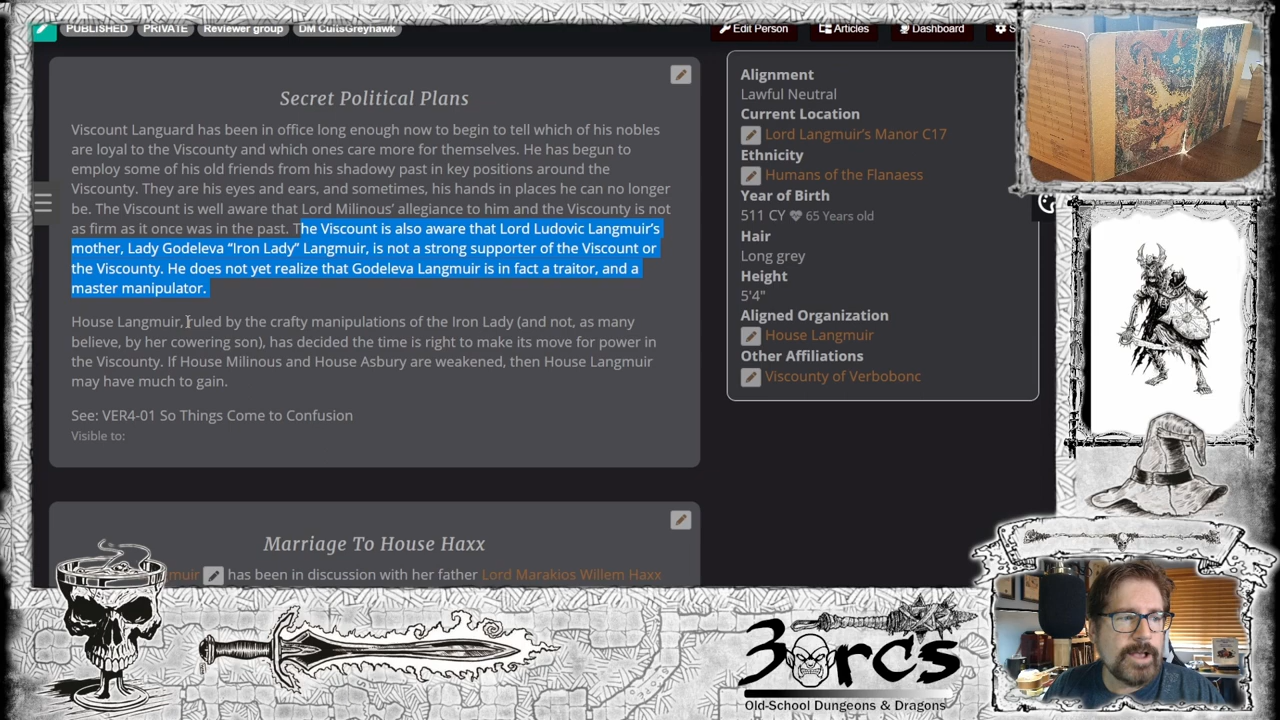 PUBLISHED PRIVATE Reviewer group DM CuitsGreyhawk
Edit Person Articles Dashboard S
Secret Political Plans
Viscount Languard has been in office long enough now to begin to tell which of his nobles
are loyal to the Viscounty and which ones care more for themselves. He has begun to
employ some of his old friends from his shadowy past in key positions around the
Viscounty. They are his eyes and ears, and sometimes, his hands in places he can no longer
be. The Viscount is well aware that Lord Milinous’ allegiance to him and the Viscounty is not
as firm as it once was in the past. The Viscount is also aware that Lord Ludovic Langmuir’s
mother, Lady Godeleva “Iron Lady” Langmuir, is not a strong supporter of the Viscount or
the Viscounty. He does not yet realize that Godeleva Langmuir is in fact a traitor, and a
master manipulator.
House Langmuir, ruled by the crafty manipulations of the Iron Lady (and not, as many
believe, by her cowering son), has decided the time is right to make its move for power in
the Viscounty. If House Milinous and House Asbury are weakened, then House Langmuir
may have much to gain.
See: VER4-01 So Things Come to Confusion
Visible to:
Marriage To House Haxx
muir has been in discussion with her father Lord Marakios Willem Haxx
Alignment
Lawful Neutral
Current Location
Lord Langmuir’s Manor C17
Ethnicity
Humans of the Flanaess
Year of Birth
511 CY 65 Years old
Hair
Long grey
Height
5'4"
Aligned Organization
House Langmuir
Other Affiliations
Viscounty of Verbobonc
3 orcs
Old-School Dungeons & Dragons